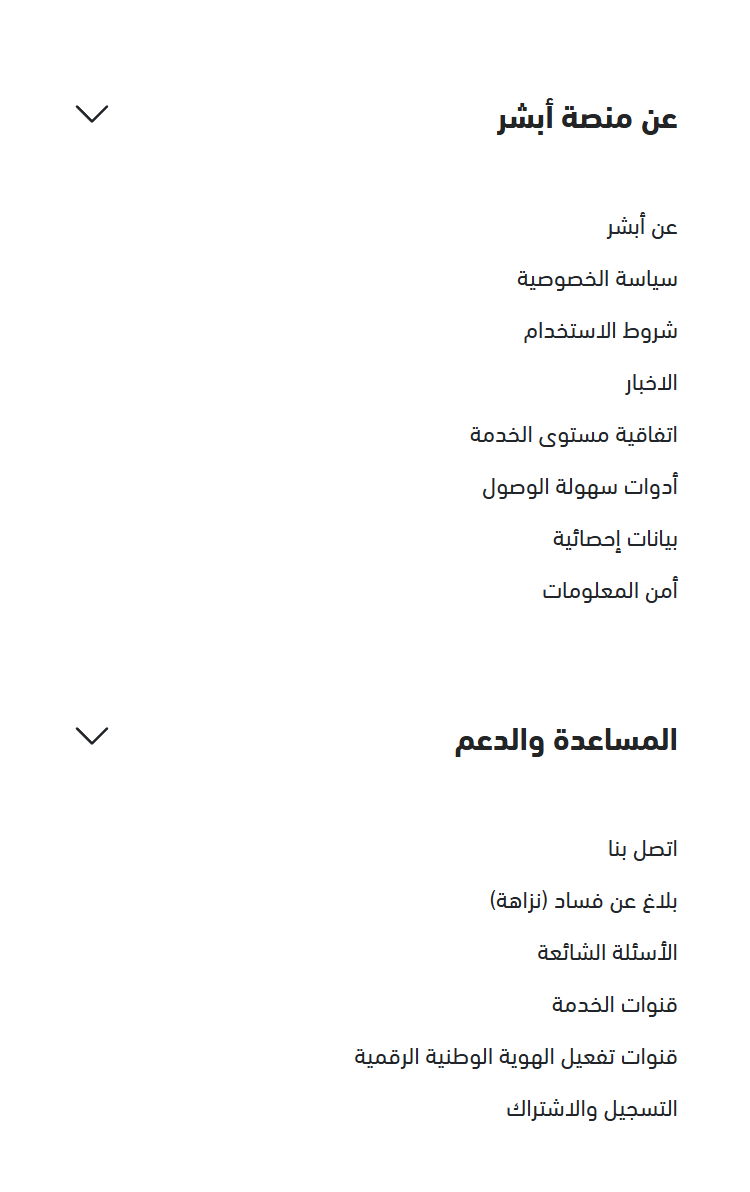 عن منصة أبشر
عن أبشر
سياسة الخصوصية
شروط الاستخدام
الاخبار
اتفاقية مستوى الخدمة
أدوات سهولة الوصول
بيانات إحصائية
أمن المعلومات
المساعدة والدعم
اتصل بنا
بلاغ عن فساد (نزاهة)
الأسئلة الشائعة
قنوات الخدمة
قنوات تفعيل الهوية الوطنية الرقمية
التسجيل والاشتراك